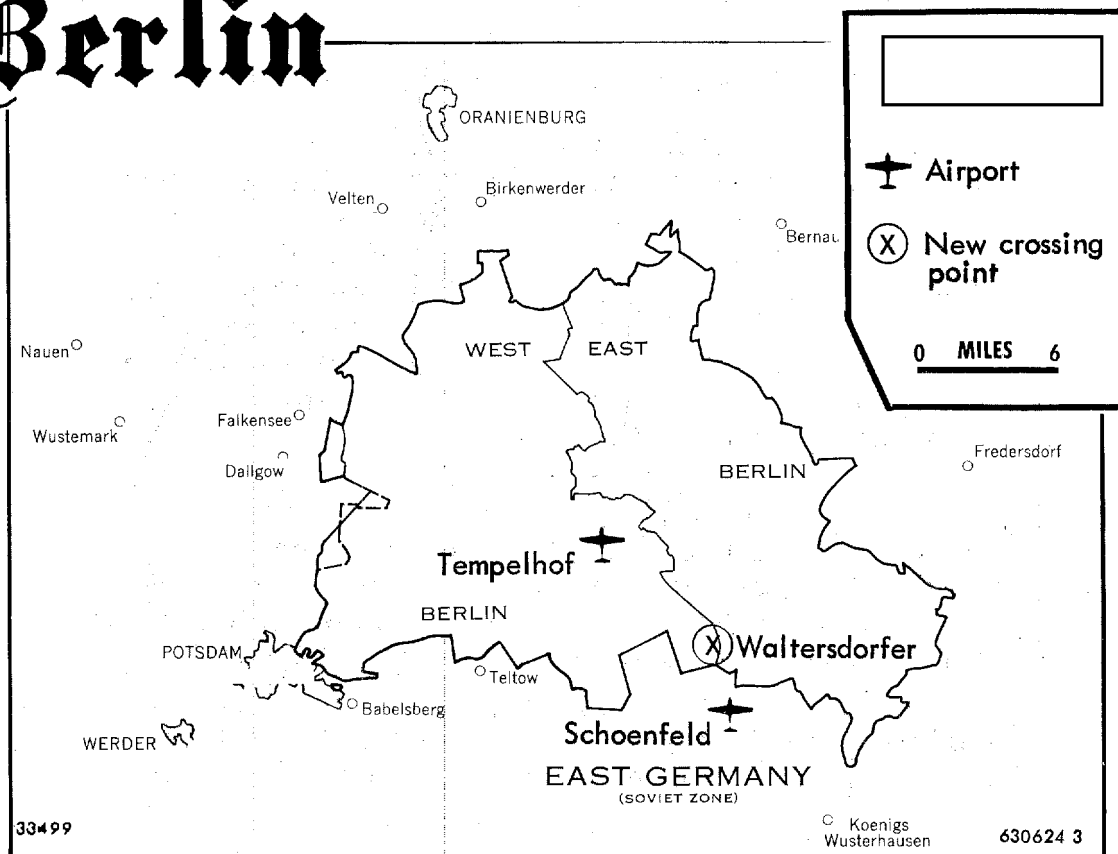 Berlin
ORANIENBURG
Airport
Velten
Birkenwerder
Bernau
New crossing
point
Nauen
WEST
EAST
0 MILES 6
Falkensee
Wustemark
Dallgow
BERLIN
Fredersdorf
Tempelhof
BERLIN
POTSDAM
Waltersdorfer
Teltow
Babelsberg
WERDER
Schoenfeld
EAST GERMANY
(SOVIET ZONE)
Koenigs
Wusterhausen
630624 3